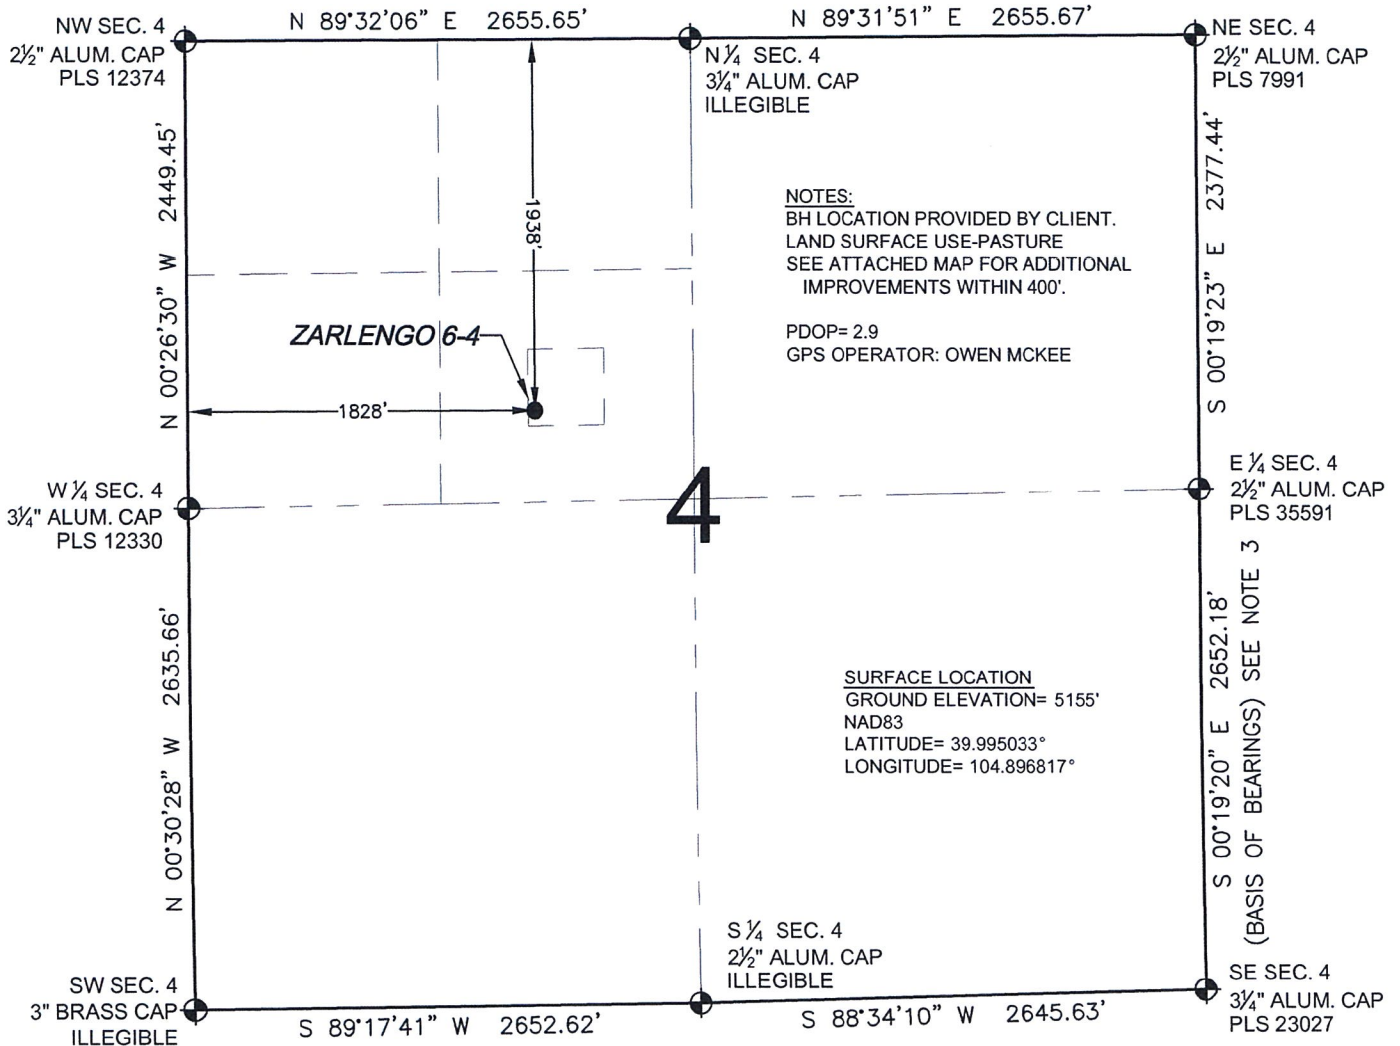 N 89°32'06" E 2655.65'
N 89°31'51" E 2655.67'
NW SEC. 4
2½" ALUM. CAP
PLS 12374
N ¼ SEC. 4
3¼" ALUM. CAP
ILLEGIBLE
NE SEC. 4
2½" ALUM. CAP
PLS 7991
N 00°26'30" W 2449.45'
1938'
NOTES:
BH LOCATION PROVIDED BY CLIENT.
LAND SURFACE USE-PASTURE
SEE ATTACHED MAP FOR ADDITIONAL
IMPROVEMENTS WITHIN 400'.
PDOP= 2.9
GPS OPERATOR: OWEN MCKEE
S 00°19'23" E 2377.44'
ZARLENGO 6-4
1828'
W ¼ SEC. 4
3¼" ALUM. CAP
PLS 12330
4
E ¼ SEC. 4
2½" ALUM. CAP
PLS 35591
N 00°30'28" W 2635.66'
SURFACE LOCATION
GROUND ELEVATION= 5155'
NAD83
LATITUDE= 39.995033°
LONGITUDE= 104.896817°
S 00°19'20" E 2652.18'
(BASIS OF BEARINGS) SEE NOTE 3
SW SEC. 4
3" BRASS CAP
ILLEGIBLE
S ¼ SEC. 4
2½" ALUM. CAP
ILLEGIBLE
SE SEC. 4
3¼" ALUM. CAP
PLS 23027
S 89°17'41" W 2652.62'
S 88°34'10" W 2645.63'